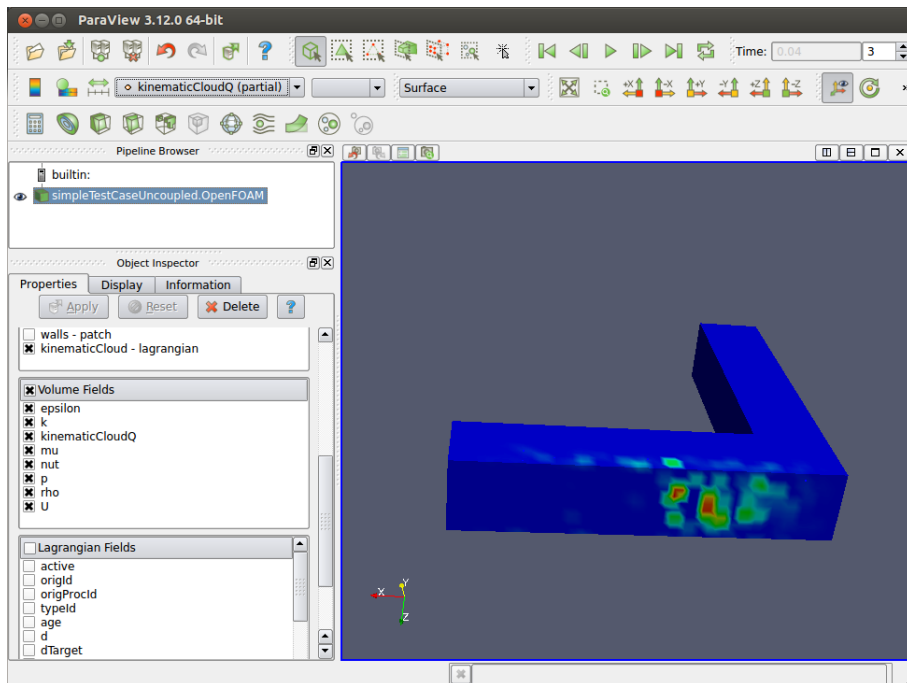 ParaView 3.12.0 64-bit
? Time: 0.04 3
kinematicCloudQ (partial) Surface +X -X +Y -Y +Z -Z »
Pipeline Browser
builtin:
simpleTestCaseUncoupled.OpenFOAM
Object Inspector
Properties Display Information
Apply Reset Delete ?
walls - patch
kinematicCloud - lagrangian
Volume Fields
epsilon
k
kinematicCloudQ
mu
nut
p
rho
U
Lagrangian Fields
active
origId
origProcId
typeId
age
d
dTarget
X
Y
Z